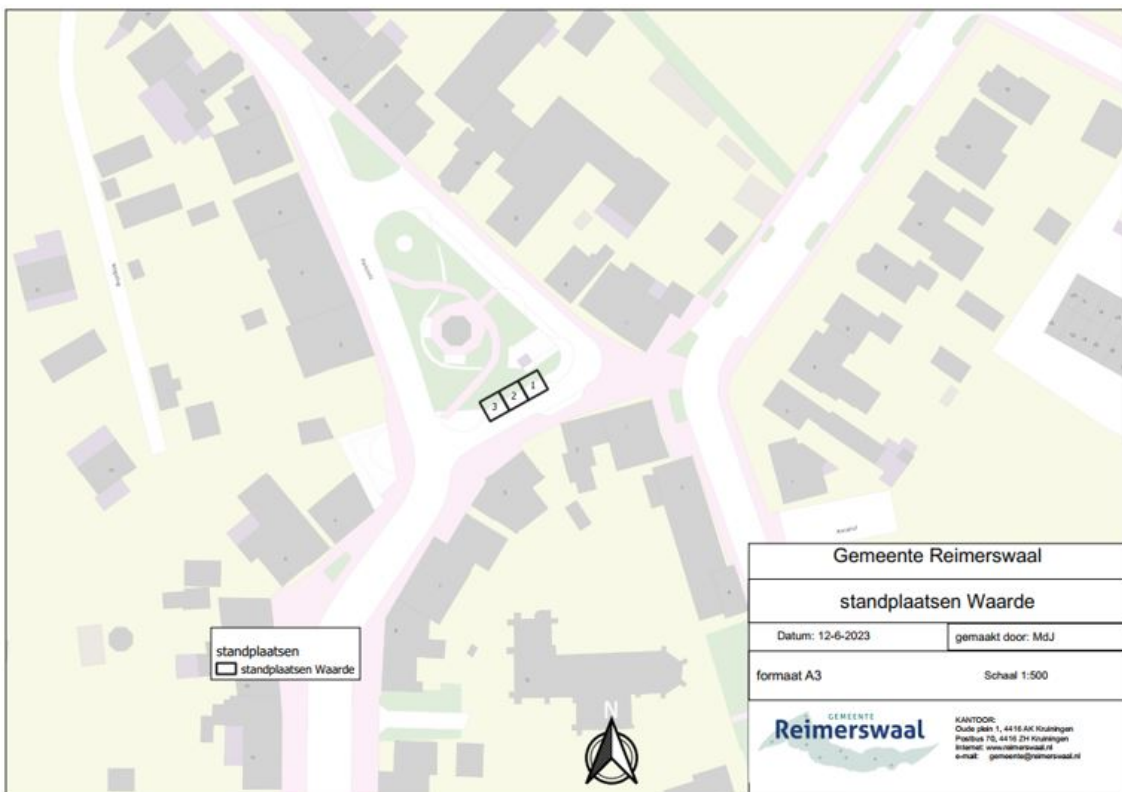 1
2
3
standplaatsen
standplaatsen Waarde
N
Gemeente Reimerswaal
standplaatsen Waarde
Datum: 12-6-2023
gemaakt door: MdJ
formaat A3
Schaal 1:500
GEMEENTE
Reimerswaal
KANTOOR:
Oude plein 1, 4416 AK Kruiningen
Postbus 70, 4416 ZH Kruiningen
Internet: www.reimerswaal.nl
e-mail: gemeente@reimerswaal.nl